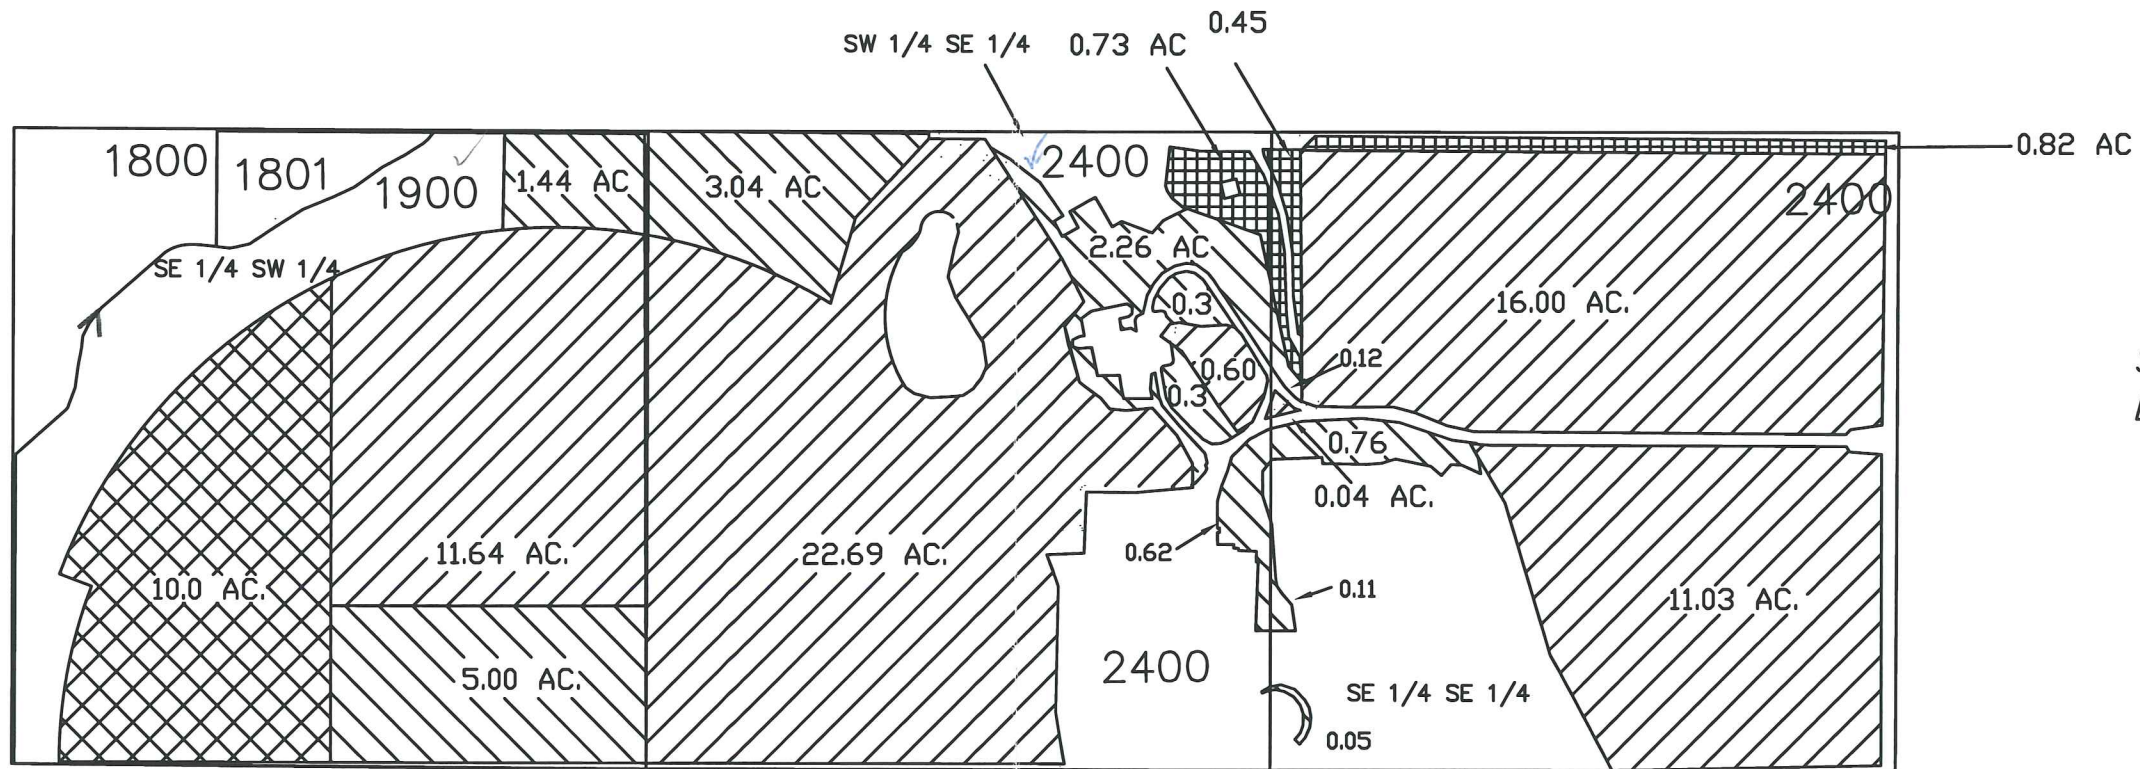 0.45
SW 1/4 SE 1/4 0.73 AC
0.82 AC
1800
1801
1900
1.44 AC
3.04 AC
2400
2400
2.26 AC
SE 1/4 SW 1/4
0.3
16.00 AC.
0.12
0.60
0.3
0.76
0.04 AC.
11.64 AC.
22.69 AC.
0.62
10.0 AC.
0.11
11.03 AC.
5.00 AC.
2400
SE 1/4 SE 1/4
0.05